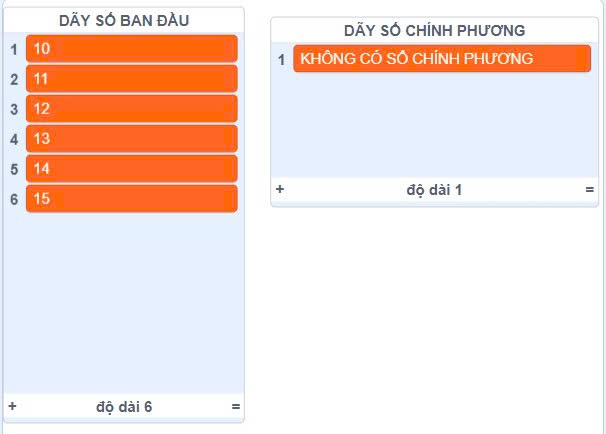 DÃY SỐ BAN ĐẦU
1 10
2 11
3 12
4 13
5 14
6 15
+ độ dài 6 =
DÃY SỐ CHÍNH PHƯƠNG
1 KHÔNG CÓ SỐ CHÍNH PHƯƠNG
+ độ dài 1 =